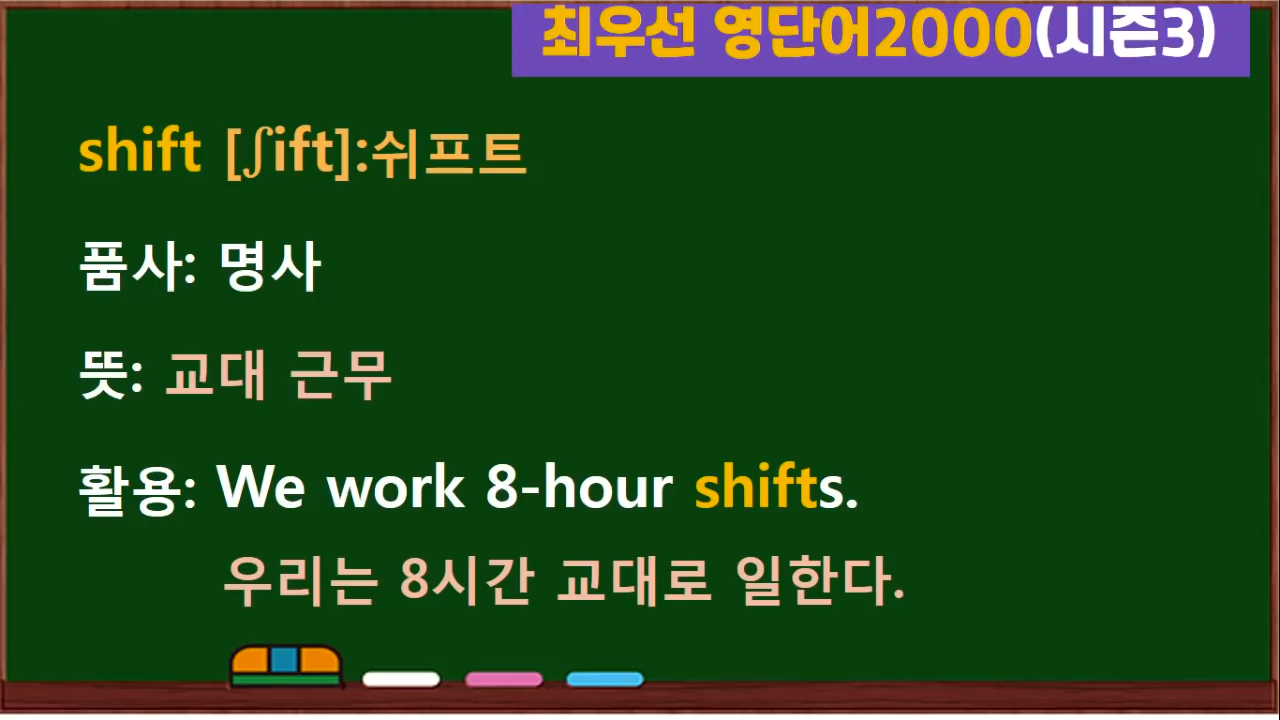 최우선 영단어2000(시즌3)
shift [ʃift]:쉬프트
품사: 명사
뜻: 교대 근무
활용: We work 8-hour shifts.
우리는 8시간 교대로 일한다.